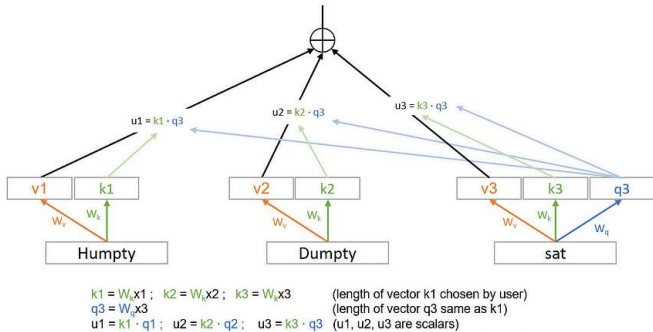 u1 = k1 · q3
u2 = k2 · q3
u3 = k3 · q3
v1 k1 v2 k2 v3 k3 q3
Wv Wk Wv Wk Wv Wk Wq
Humpty Dumpty sat
k1 = Wkx1 ; k2 = Wkx2 ; k3 = Wkx3 (length of vector k1 chosen by user)
q3 = Wqx3 (length of vector q3 same as k1)
u1 = k1 · q1 ; u2 = k2 · q2 ; u3 = k3 · q3 (u1, u2, u3 are scalars)